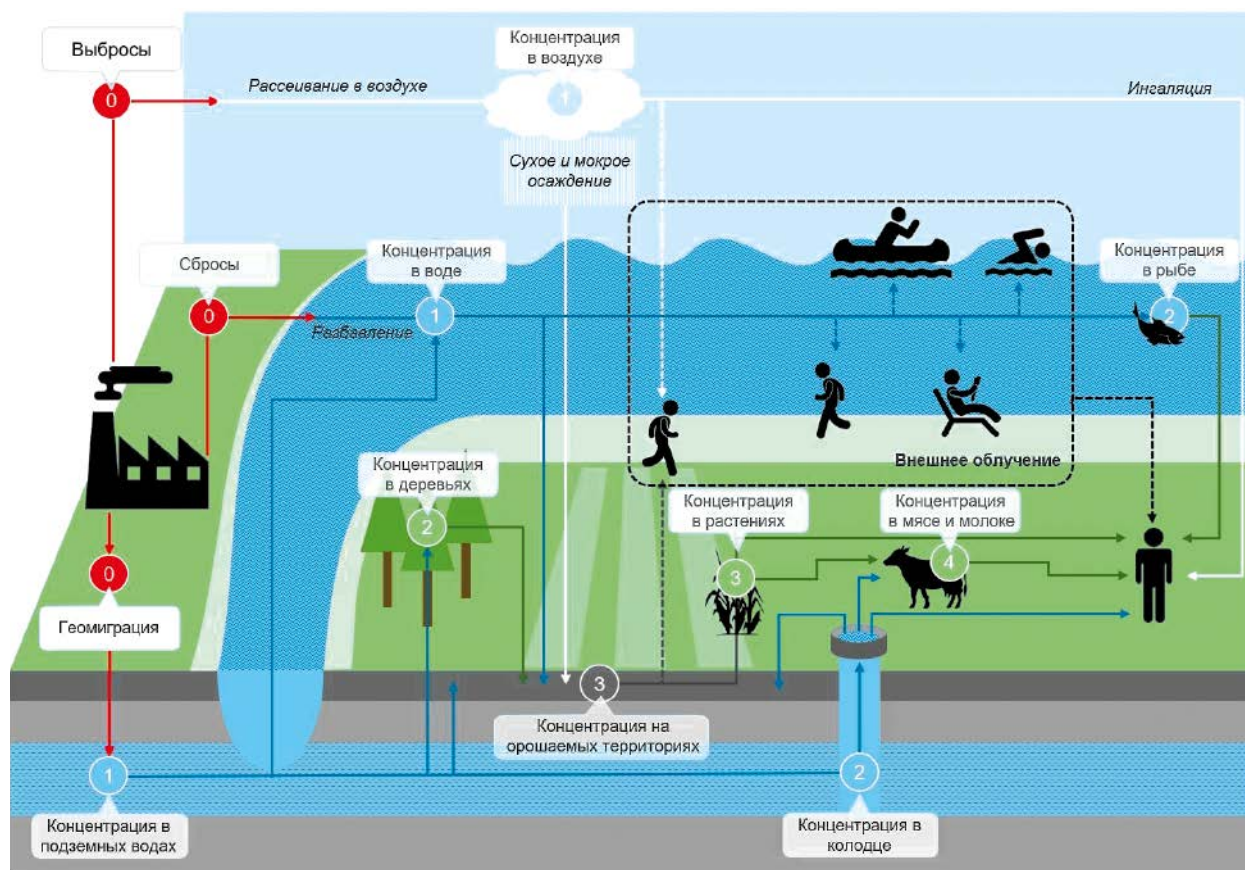 Выбросы
0
Рассеивание в воздухе
Концентрация
в воздухе
1
Ингаляция
Сухое и мокрое
осаждение
Сбросы
0
Разбавление
Концентрация
в воде
1
Концентрация
в рыбе
2
Внешнее облучение
Концентрация
в деревьях
2
Концентрация
в растениях
3
Концентрация
в мясе и молоке
4
0
Геомиграция
3
Концентрация на
орошаемых территориях
1
Концентрация в
подземных водах
2
Концентрация в
колодце